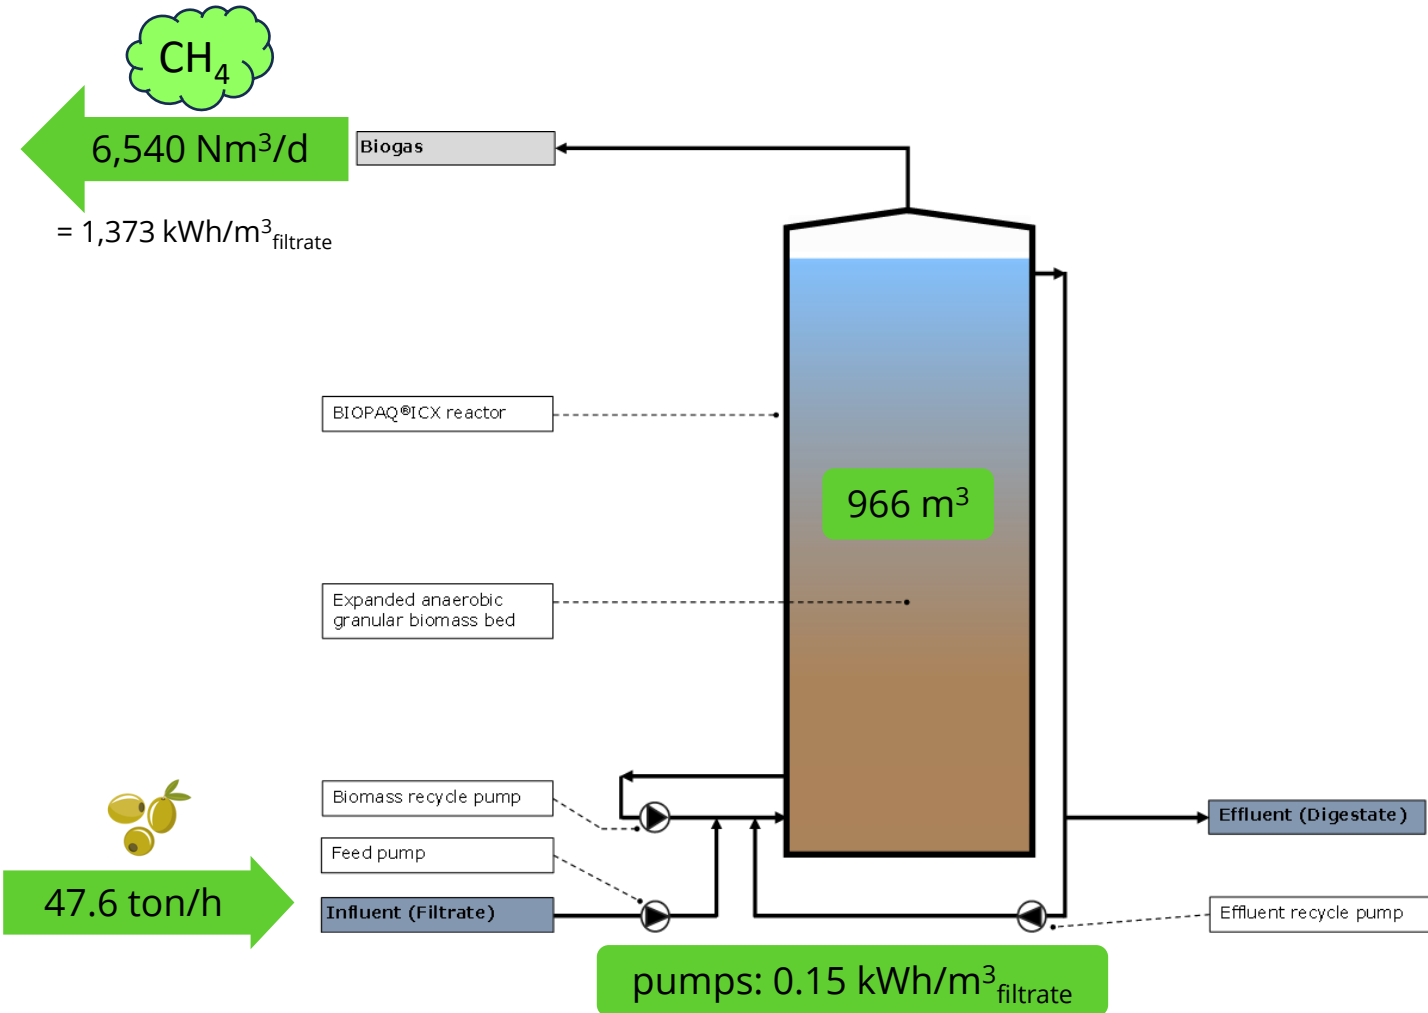 CH₄
6,540 Nm³/d
Biogas
= 1,373 kWh/m³filtrate
BIOPAQ®ICX reactor
966 m³
Expanded anaerobic
granular biomass bed
Biomass recycle pump
Effluent (Digestate)
Feed pump
47.6 ton/h
Influent (Filtrate)
Effluent recycle pump
pumps: 0.15 kWh/m³filtrate